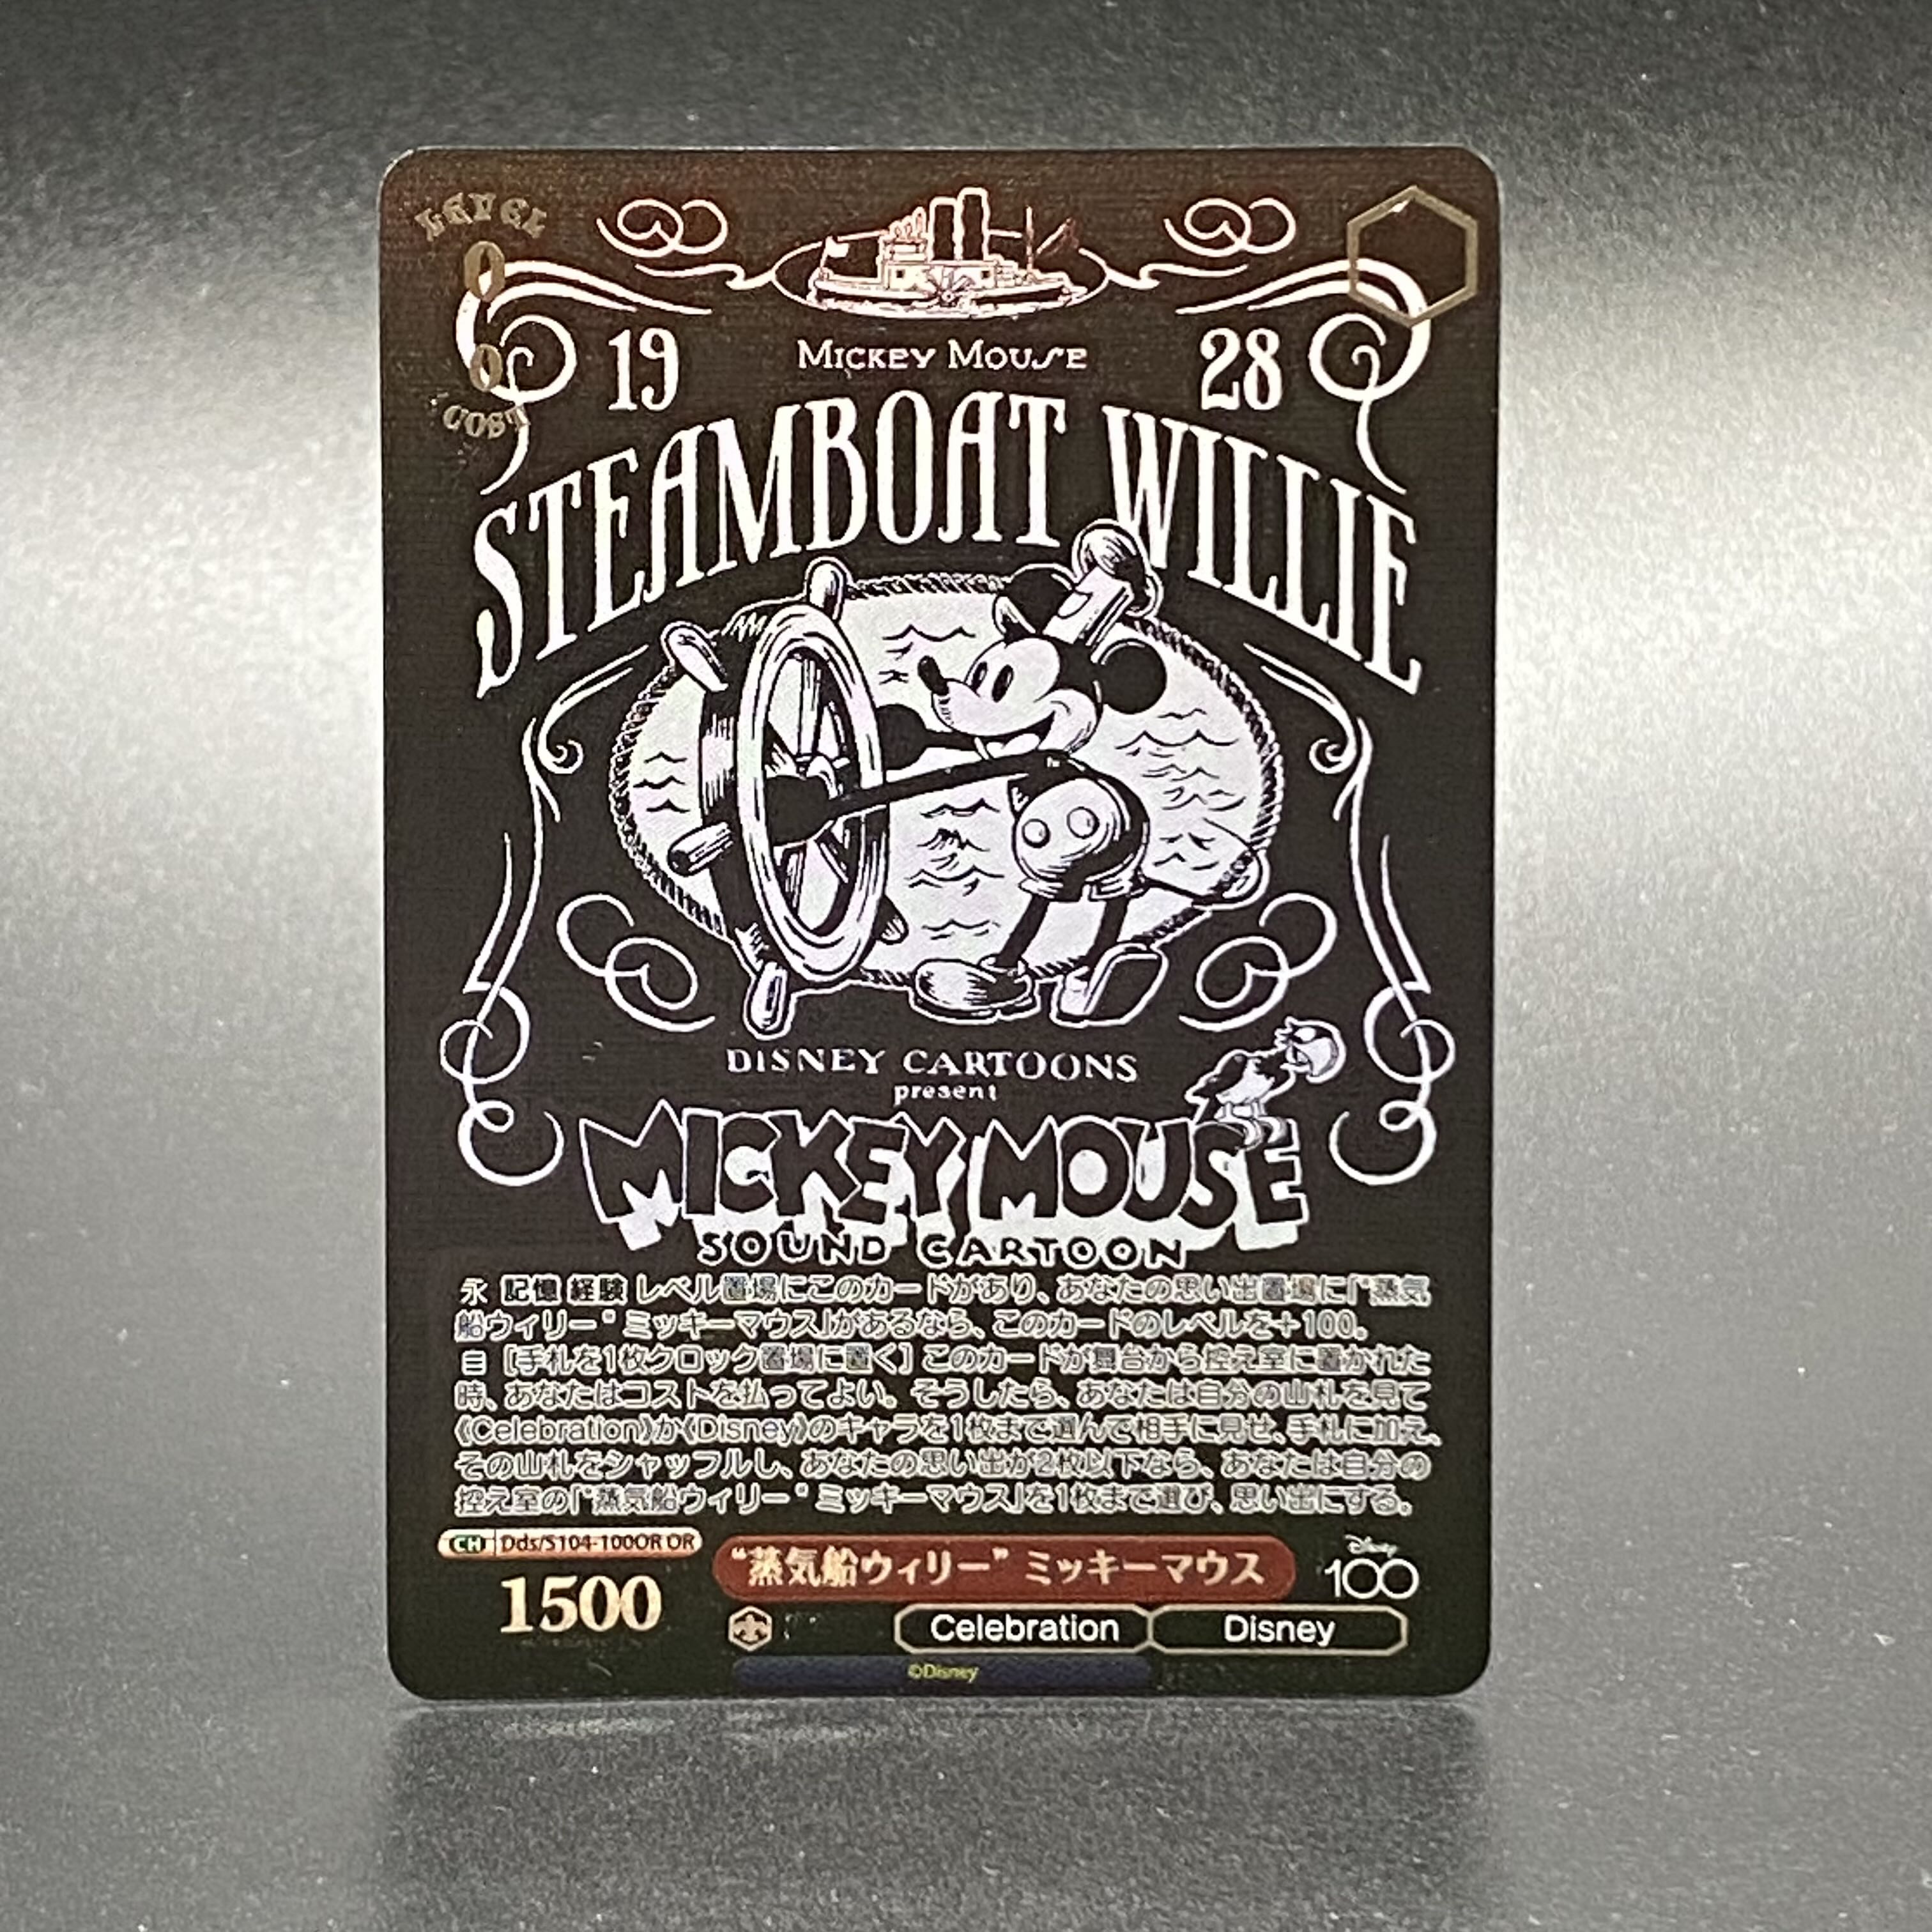 LEVEL
0
0
COST
19 28
MICKEY MOUSE
STEAMBOAT WILLIE
DISNEY CARTOONS
present
MICKEY MOUSE
SOUND CARTOON
永 記憶 経験 レベル置場にこのカードがあり、あなたの思い出置場に「“蒸気
船ウィリー” ミッキーマウス」があるなら、このカードのレベルを+100。
自 [手札を1枚クロック置場に置く] このカードが舞台から控え室に置かれた
時、あなたはコストを払ってよい。そうしたら、あなたは自分の山札を見て
《Celebration》か《Disney》のキャラを1枚まで選んで相手に見せ、手札に加え、
その山札をシャッフルし、あなたの思い出が2枚以下なら、あなたは自分の
控え室の「“蒸気船ウィリー” ミッキーマウス」を1枚まで選び、思い出にする。
CH Dds/S104-100OR OR
“蒸気船ウィリー” ミッキーマウス
Disney
100
1500
Celebration Disney
©Disney